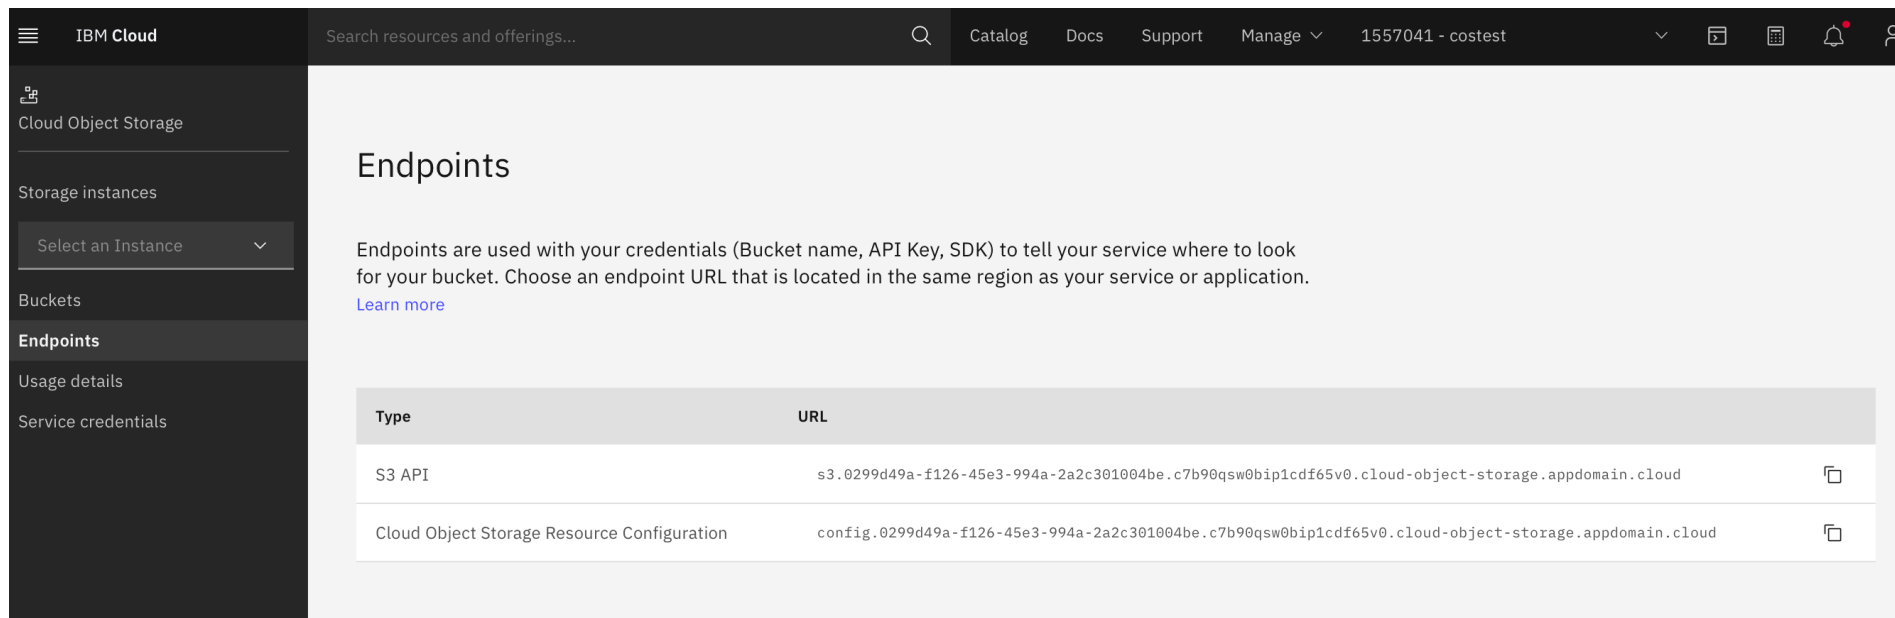 IBM Cloud
Search resources and offerings...
Catalog
Docs
Support
Manage
1557041 - costest
Cloud Object Storage
Storage instances
Select an Instance
Buckets
Endpoints
Usage details
Service credentials
Endpoints
Endpoints are used with your credentials (Bucket name, API Key, SDK) to tell your service where to look
for your bucket. Choose an endpoint URL that is located in the same region as your service or application.
Learn more
Type URL
S3 API s3.0299d49a-f126-45e3-994a-2a2c301004be.c7b90qsw0bip1cdf65v0.cloud-object-storage.appdomain.cloud
Cloud Object Storage Resource Configuration config.0299d49a-f126-45e3-994a-2a2c301004be.c7b90qsw0bip1cdf65v0.cloud-object-storage.appdomain.cloud